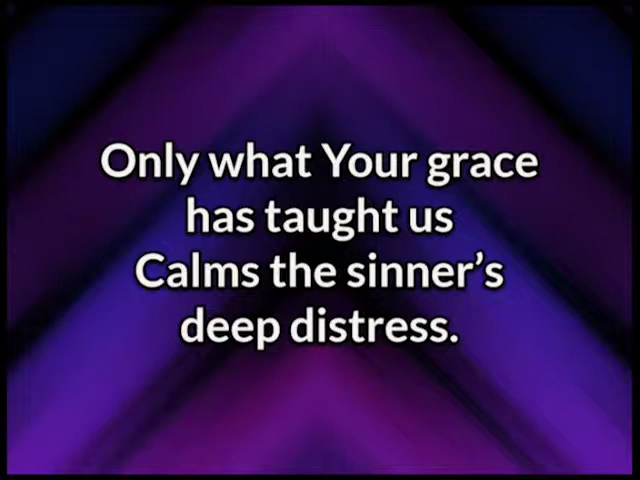 Only what Your grace
has taught us
Calms the sinner’s
deep distress.